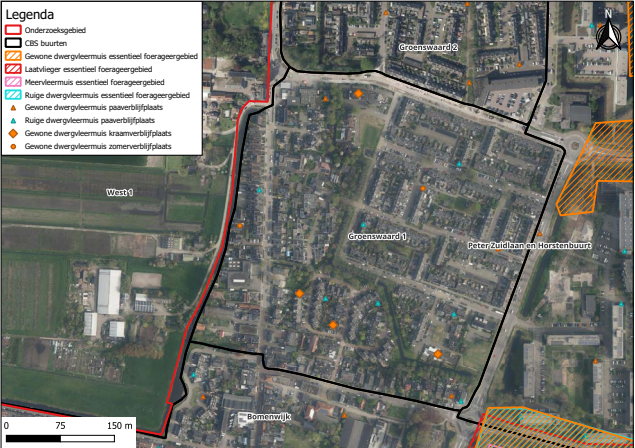 Legenda
Onderzoeksgebied
CBS buurten
Gewone dwergvleermuis essentieel foerageergebied
Laatvlieger essentieel foerageergebied
Meervleermuis essentieel foerageergebied
Ruige dwergvleermuis essentieel foerageergebied
Gewone dwergvleermuis paarverblijfplaats
Ruige dwergvleermuis paarverblijfplaats
Gewone dwergvleermuis kraamverblijfplaats
Gewone dwergvleermuis zomerverblijfplaats
N
Groenswaard 2
West 1
Groenswaard 1
Peter Zuidlaan en Horstenbuurt
Bomenwijk
0 75 150 m